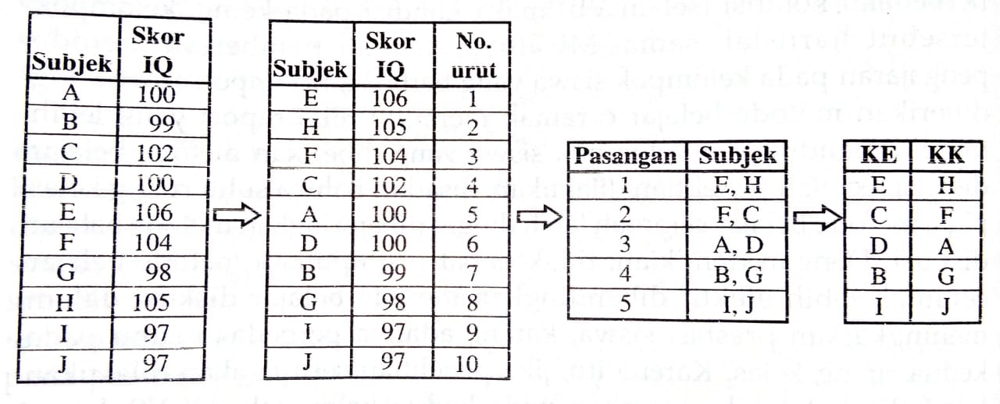 Subjek Skor IQ
A 100
B 99
C 102
D 100
E 106
F 104
G 98
H 105
I 97
J 97
Subjek Skor IQ No. urut
E 106 1
H 105 2
F 104 3
C 102 4
A 100 5
D 100 6
B 99 7
G 98 8
I 97 9
J 97 10
Pasangan Subjek
1 E, H
2 F, C
3 A, D
4 B, G
5 I, J
KE KK
E H
C F
D A
B G
I J